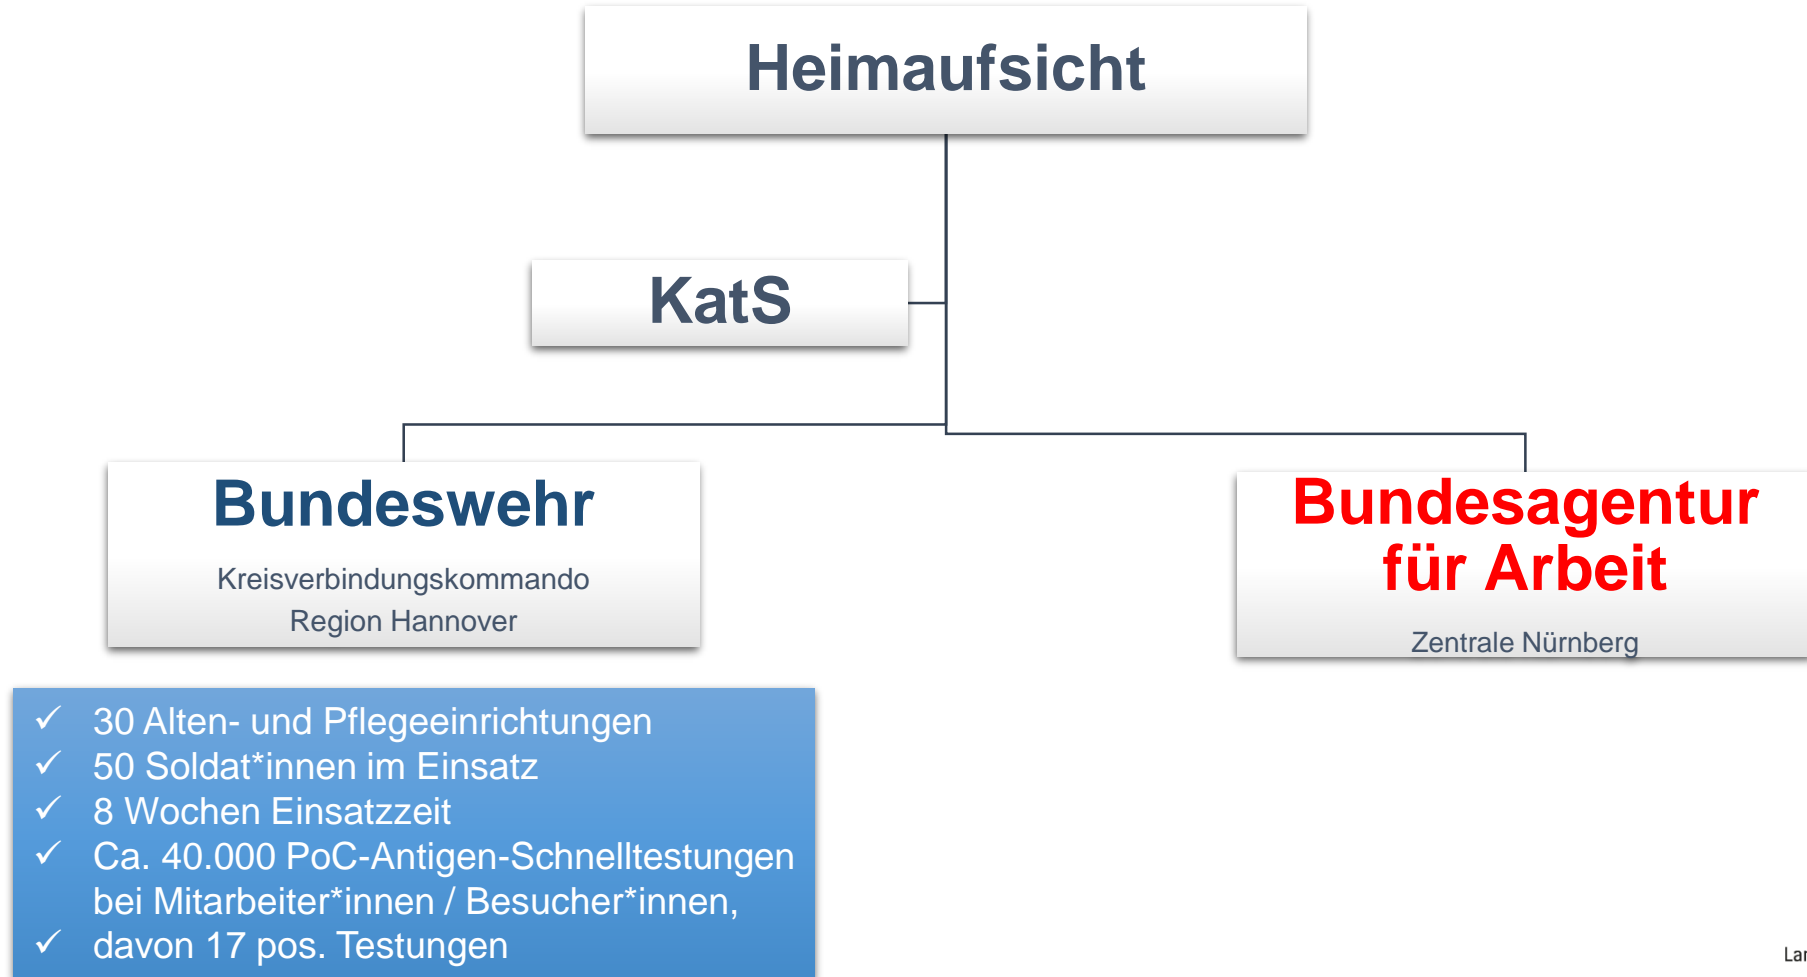 Heimaufsicht
KatS
Bundeswehr
Kreisverbindungskommando
Region Hannover
Bundesagentur
für Arbeit
Zentrale Nürnberg
✓ 30 Alten- und Pflegeeinrichtungen
✓ 50 Soldat*innen im Einsatz
✓ 8 Wochen Einsatzzeit
✓ Ca. 40.000 PoC-Antigen-Schnelltestungen
bei Mitarbeiter*innen / Besucher*innen,
✓ davon 17 pos. Testungen